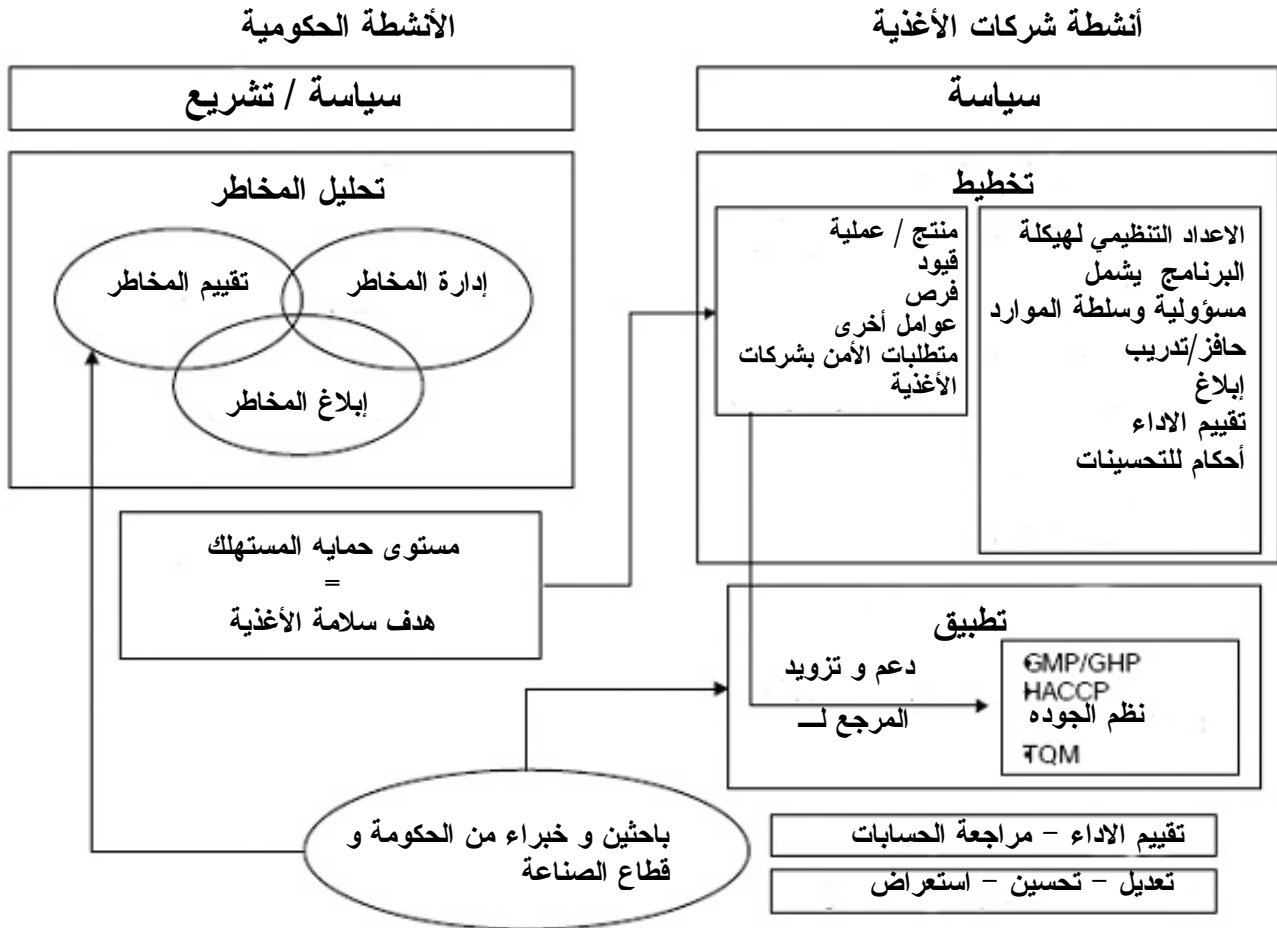 أنشطة شركات الأغذية
الأنشطة الحكومية
سياسة
سياسة / تشريع
تخطيط
الاعداد التنظيمي لهيكلة
البرنامج يشمل
مسؤولية وسلطة الموارد
حافز/تدريب
إبلاغ
تقييم الاداء
أحكام للتحسينات
منتج / عملية
قيود
فرص
عوامل أخرى
متطلبات الأمن بشركات
الأغذية
تحليل المخاطر
إدارة المخاطر
تقييم المخاطر
إبلاغ المخاطر
مستوى حمايه المستهلك
=
هدف سلامة الأغذية
تطبيق
دعم و تزويد
المرجع لـــ
GMP/GHP
HACCP
نظم الجوده
TQM
باحثين و خبراء من الحكومة و
قطاع الصناعة
تقييم الاداء – مراجعة الحسابات
تعديل – تحسين – استعراض